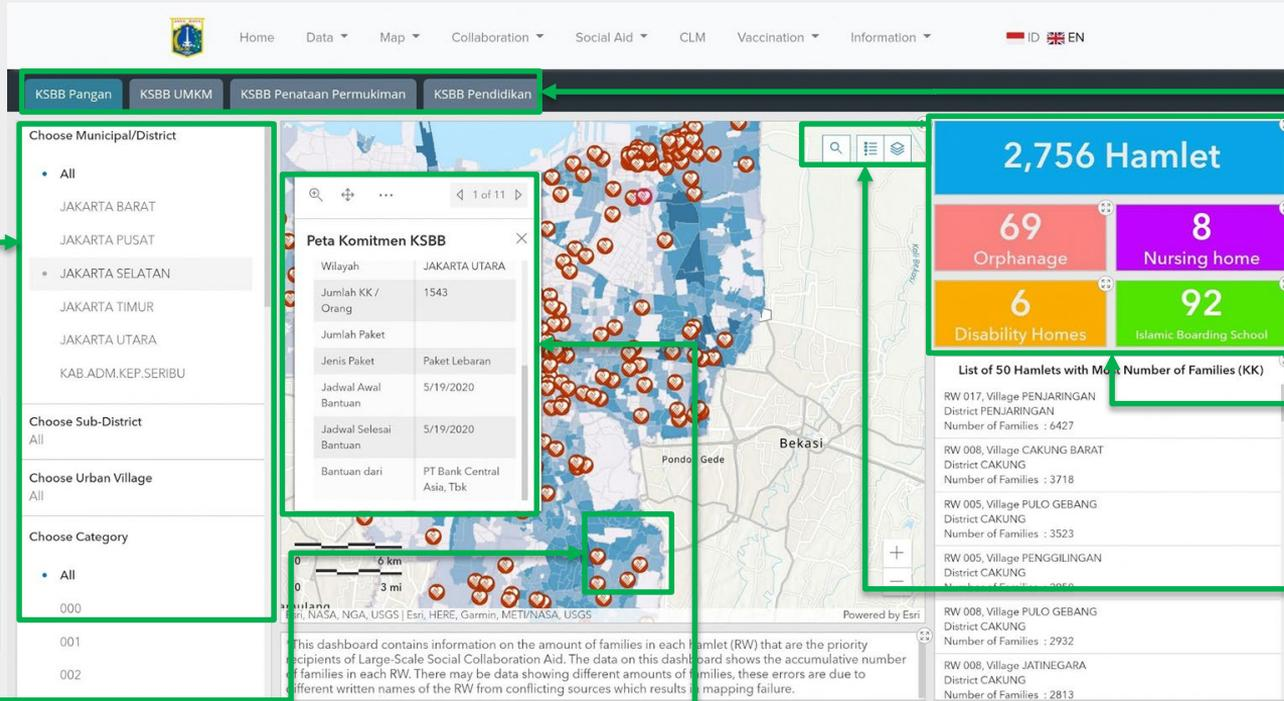 Home
Data
Map
Collaboration
Social Aid
CLM
Vaccination
Information
ID
EN
KSBB Pangan
KSBB UMKM
KSBB Penataan Permukiman
KSBB Pendidikan
Choose Municipal/District
All
JAKARTA BARAT
JAKARTA PUSAT
JAKARTA SELATAN
JAKARTA TIMUR
JAKARTA UTARA
KAB.ADM.KEP.SERIBU
Choose Sub-District
All
Choose Urban Village
All
Choose Category
All
000
001
002
1 of 11
Peta Komitmen KSBB
Wilayah JAKARTA UTARA
Jumlah KK / 1543
Orang
Jumlah Paket
Jenis Paket Paket Lebaran
Jadwal Awal 5/19/2020
Bantuan
Jadwal Selesai 5/19/2020
Bantuan
Bantuan dari PT Bank Central
Asia, Tbk
Kali Bekasi
Bekasi
Pondok Gede
0 6 km
0 3 mi
Esri, NASA, NGA, USGS | Esri, HERE, Garmin, METI/NASA, USGS
Powered by Esri
*This dashboard contains information on the amount of families in each hamlet (RW) that are the priority
recipients of Large-Scale Social Collaboration Aid. The data on this dashboard shows the accumulative number
of families in each RW. There may be data showing different amounts of families, these errors are due to
different written names of the RW from conflicting sources which results in mapping failure.
2,756 Hamlet
69
Orphanage
8
Nursing home
6
Disability Homes
92
Islamic Boarding School
List of 50 Hamlets with Most Number of Families (KK)
RW 017, Village PENJARINGAN
District PENJARINGAN
Number of Families : 6427
RW 008, Village CAKUNG BARAT
District CAKUNG
Number of Families : 3718
RW 005, Village PULO GEBANG
District CAKUNG
Number of Families : 3523
RW 005, Village PENGGILINGAN
District CAKUNG
Number of Families :
RW 008, Village PULO GEBANG
District CAKUNG
Number of Families : 2932
RW 008, Village JATINEGARA
District CAKUNG
Number of Families : 2813